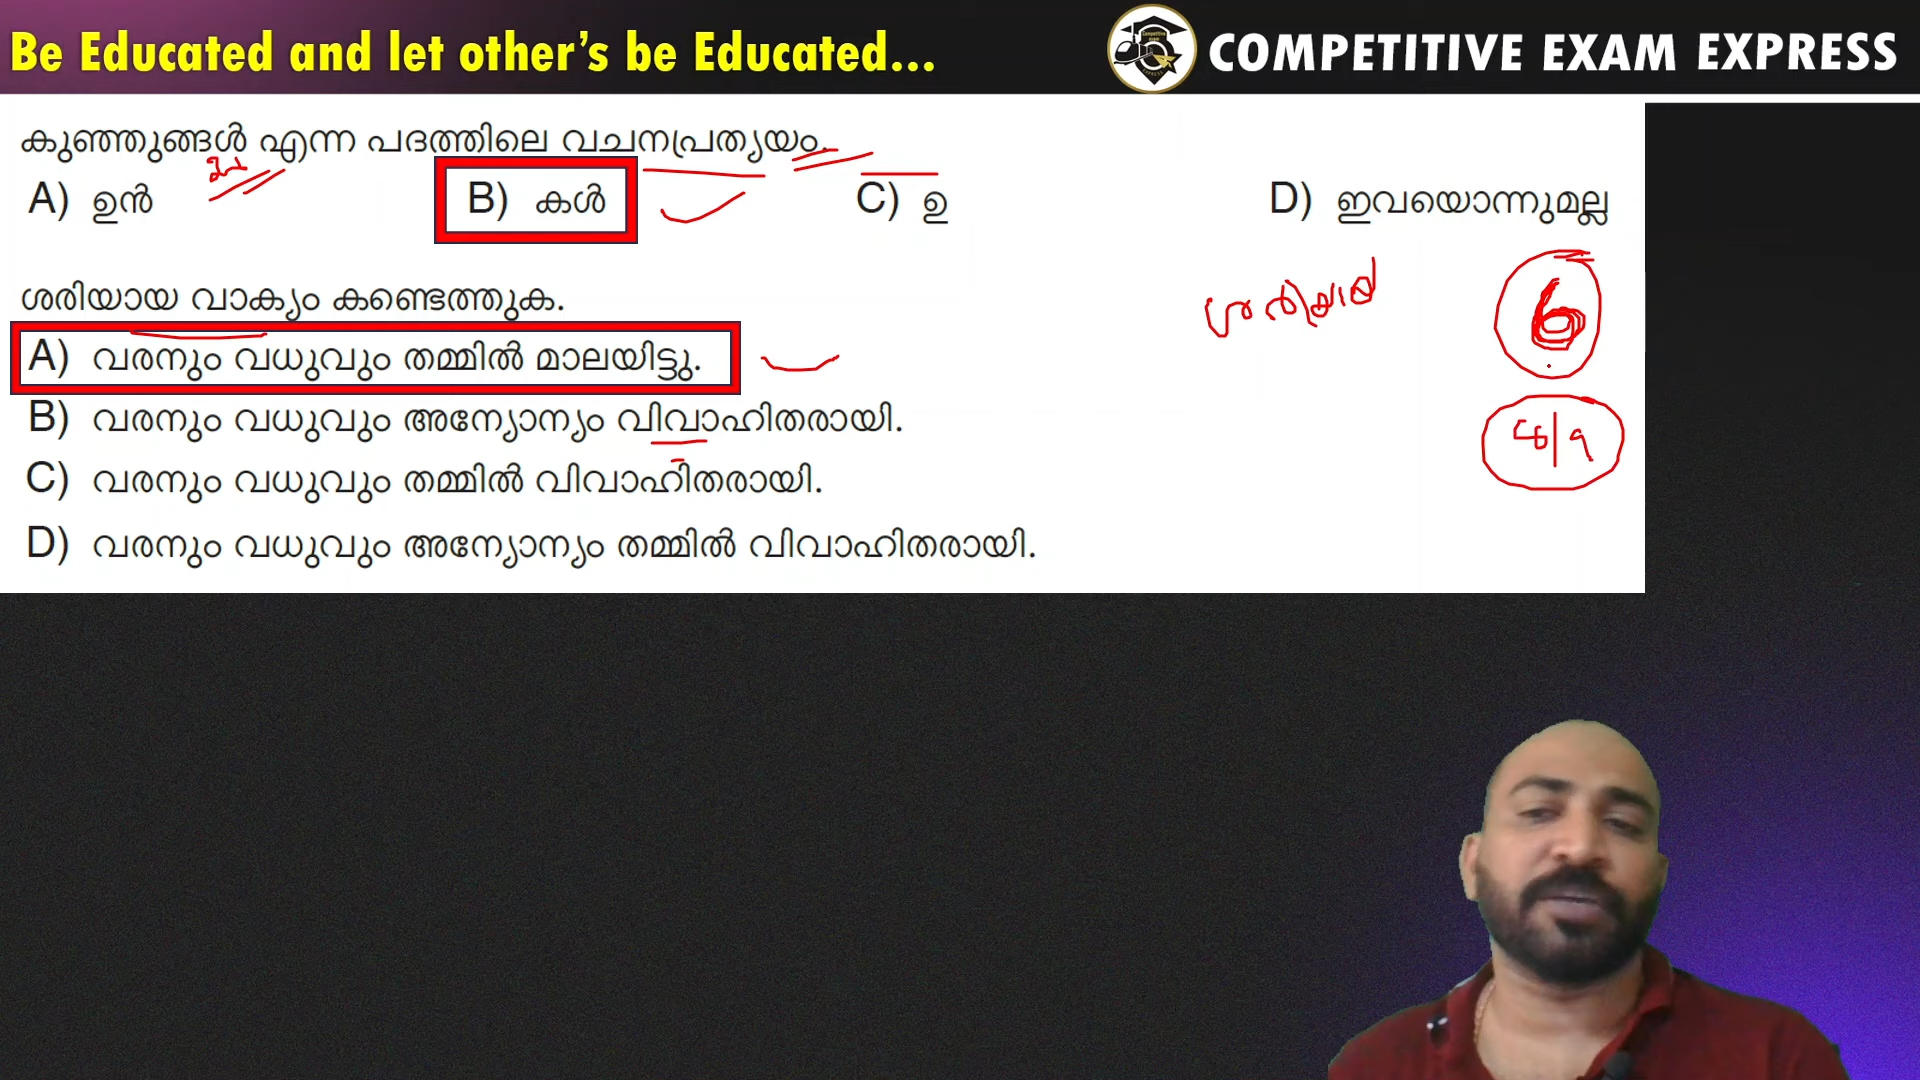 Be Educated and let other's be Educated...
COMPETITIVE EXAM EXPRESS
കുഞ്ഞുങ്ങൾ എന്ന പദത്തിലെ വചനപ്രത്യയം.
A) ഉൻ B) കൾ C) ഉ D) ഇവയൊന്നുമല്ല
ശരിയായ വാക്യം കണ്ടെത്തുക.
A) വരനും വധുവും തമ്മിൽ മാലയിട്ടു.
B) വരനും വധുവും അന്യോന്യം വിവാഹിതരായി.
C) വരനും വധുവും തമ്മിൽ വിവാഹിതരായി.
D) വരനും വധുവും അന്യോന്യം തമ്മിൽ വിവാഹിതരായി.
6